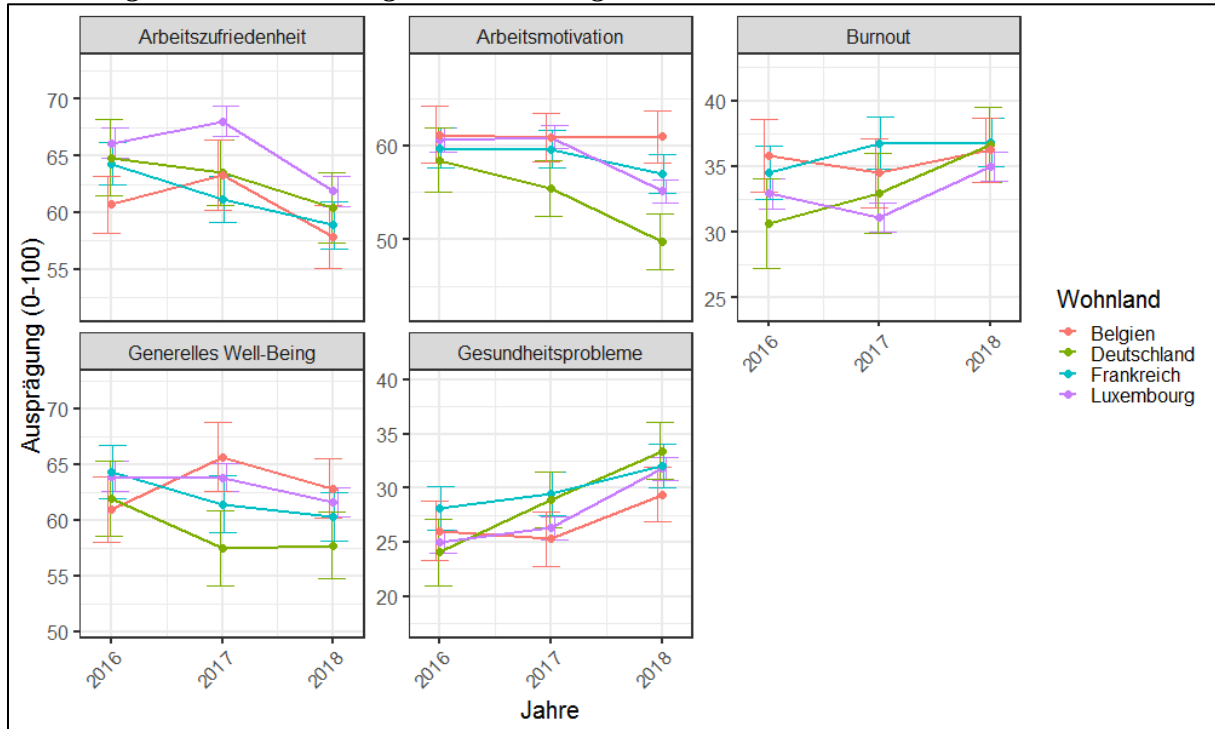 Arbeitszufriedenheit
Arbeitsmotivation
Burnout
70
65
60
55
60
50
40
35
30
25
2016
2017
2018
Generelles Well-Being
Gesundheitsprobleme
70
65
60
55
50
40
35
30
25
20
2016
2017
2018
2016
2017
2018
Ausprägung (0-100)
Jahre
Wohnland
Belgien
Deutschland
Frankreich
Luxembourg